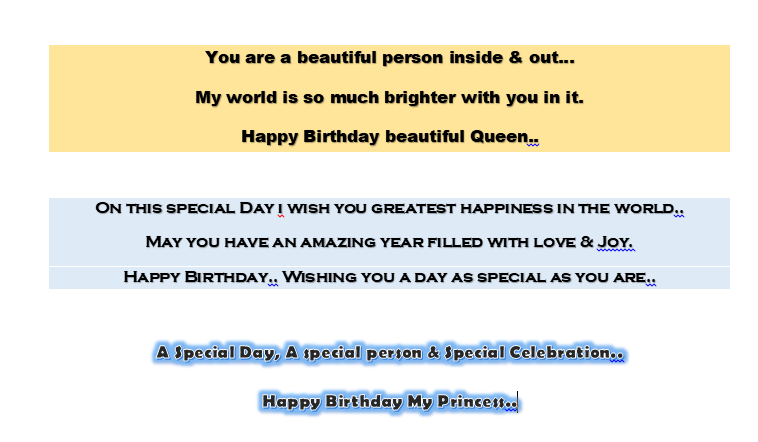 You are a beautiful person inside & out...
My world is so much brighter with you in it.
Happy Birthday beautiful Queen..
On this special Day i wish you greatest happiness in the world..
May you have an amazing year filled with love & Joy.
Happy Birthday.. Wishing you a day as special as you are..
A Special Day, A special person & Special Celebration..
Happy Birthday My Princess..